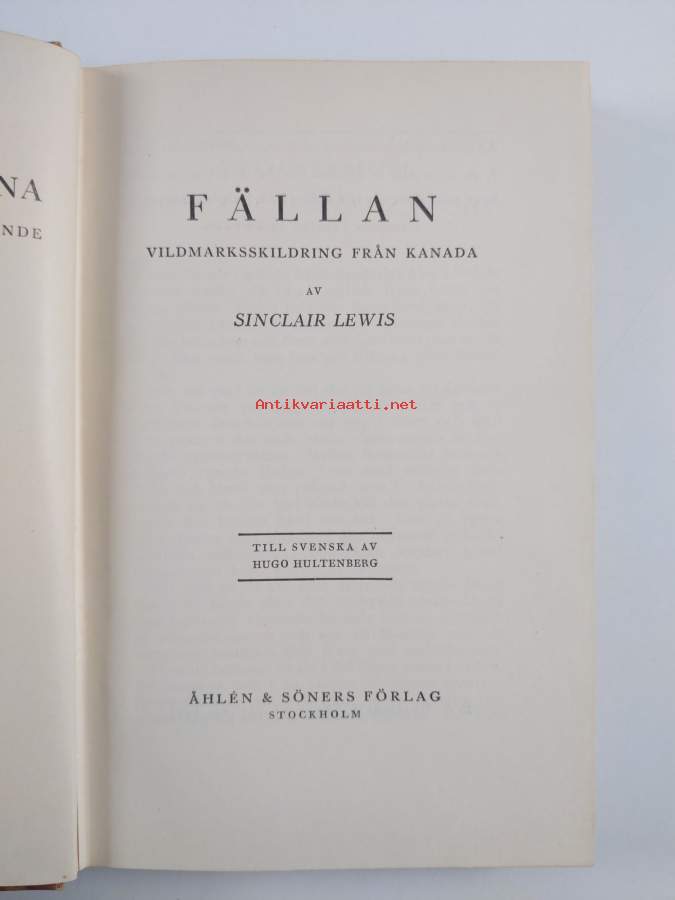 NA
NDE
FÄLLAN
VILDMARKSSKILDRING FRÅN KANADA
AV
SINCLAIR LEWIS
Antikvariaatti.net
TILL SVENSKA AV
HUGO HULTENBERG
ÅHLÉN & SÖNERS FÖRLAG
STOCKHOLM